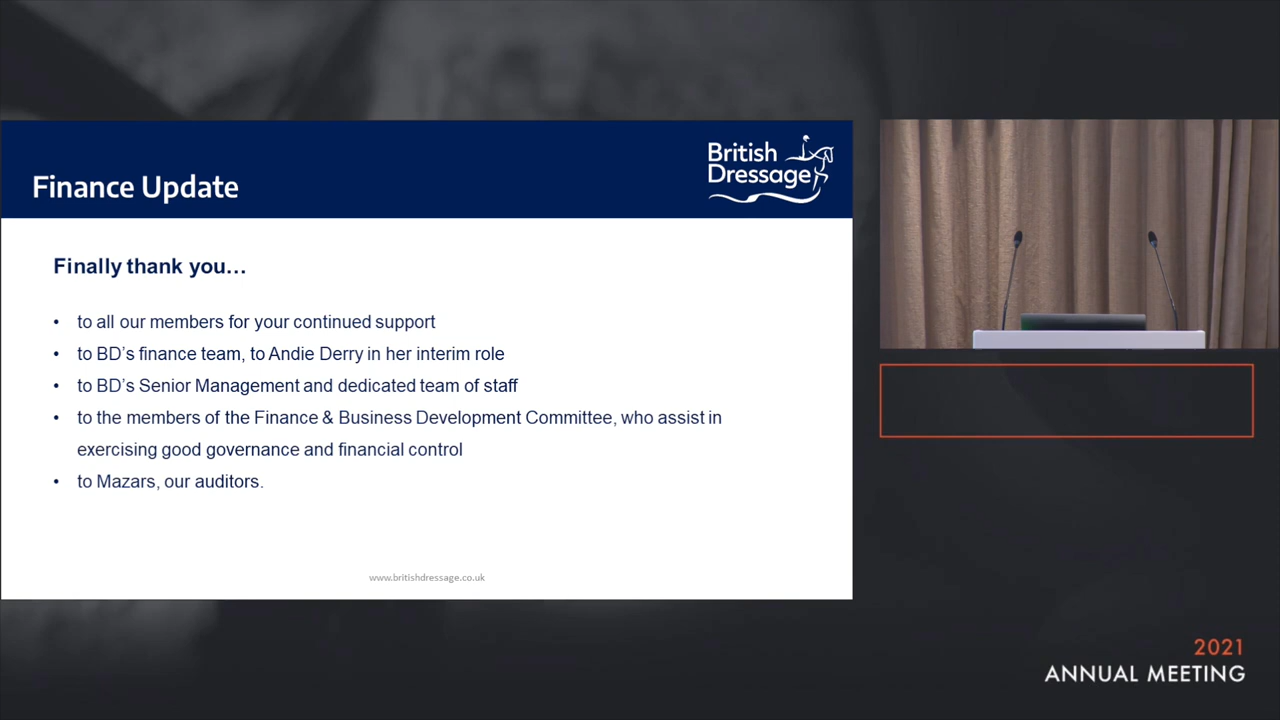 Finance Update
British
Dressage
Finally thank you…
• to all our members for your continued support
• to BD’s finance team, to Andie Derry in her interim role
• to BD’s Senior Management and dedicated team of staff
• to the members of the Finance & Business Development Committee, who assist in
exercising good governance and financial control
• to Mazars, our auditors.
www.britishdressage.co.uk
2021
ANNUAL MEETING